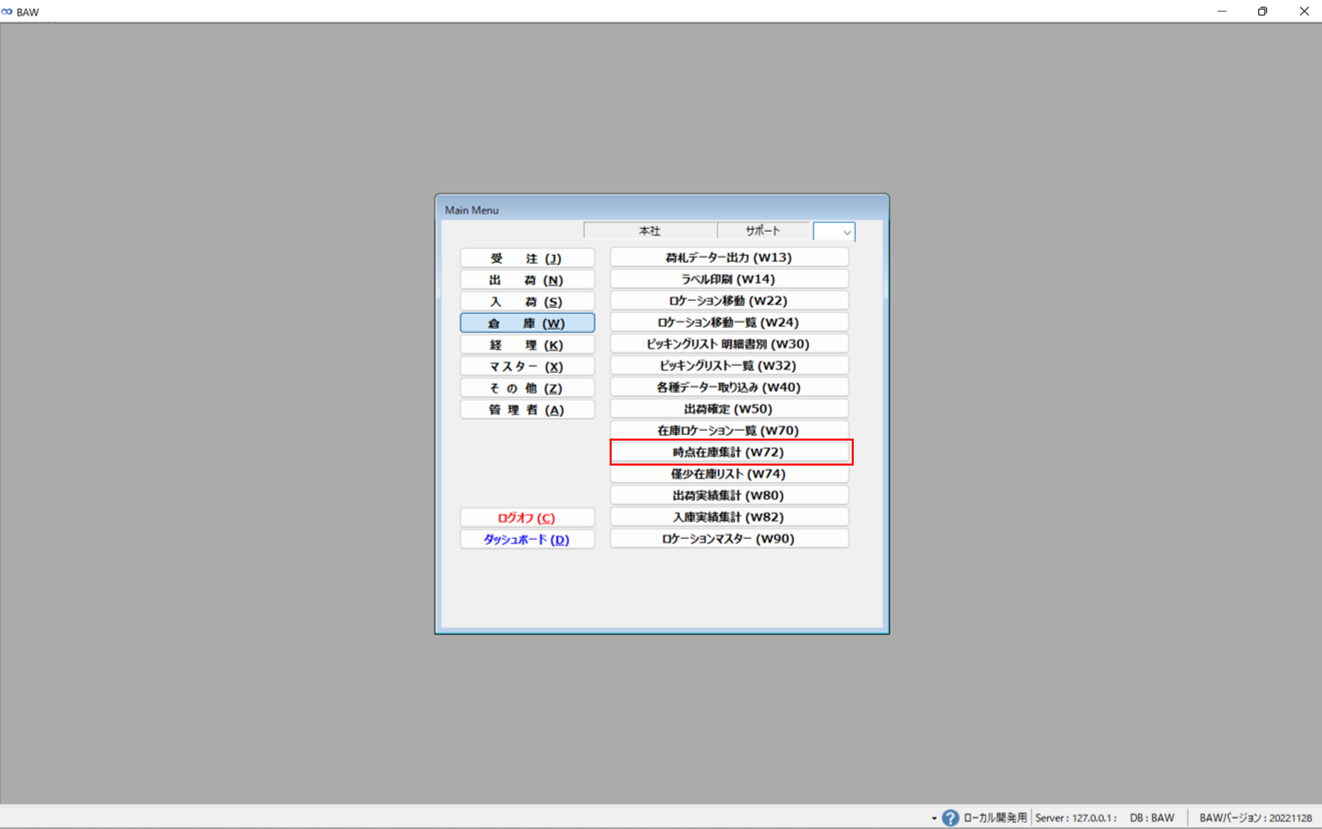 BAW
Main Menu
本社 サポート
受 注 (J)
出 荷 (N)
入 荷 (S)
倉 庫 (W)
経 理 (K)
マスター (X)
そ の 他 (Z)
管 理 者 (A)
ログオフ (C)
ダッシュボード (D)
荷札データー出力 (W13)
ラベル印刷 (W14)
ロケーション移動 (W22)
ロケーション移動一覧 (W24)
ピッキングリスト 明細書別 (W30)
ピッキングリスト一覧 (W32)
各種データー取り込み (W40)
出荷確定 (W50)
在庫ロケーション一覧 (W70)
時点在庫集計 (W72)
僅少在庫リスト (W74)
出荷実績集計 (W80)
入庫実績集計 (W82)
ロケーションマスター (W90)
? ローカル開発用 Server : 127.0.0.1 : DB : BAW BAWバージョン : 20221128